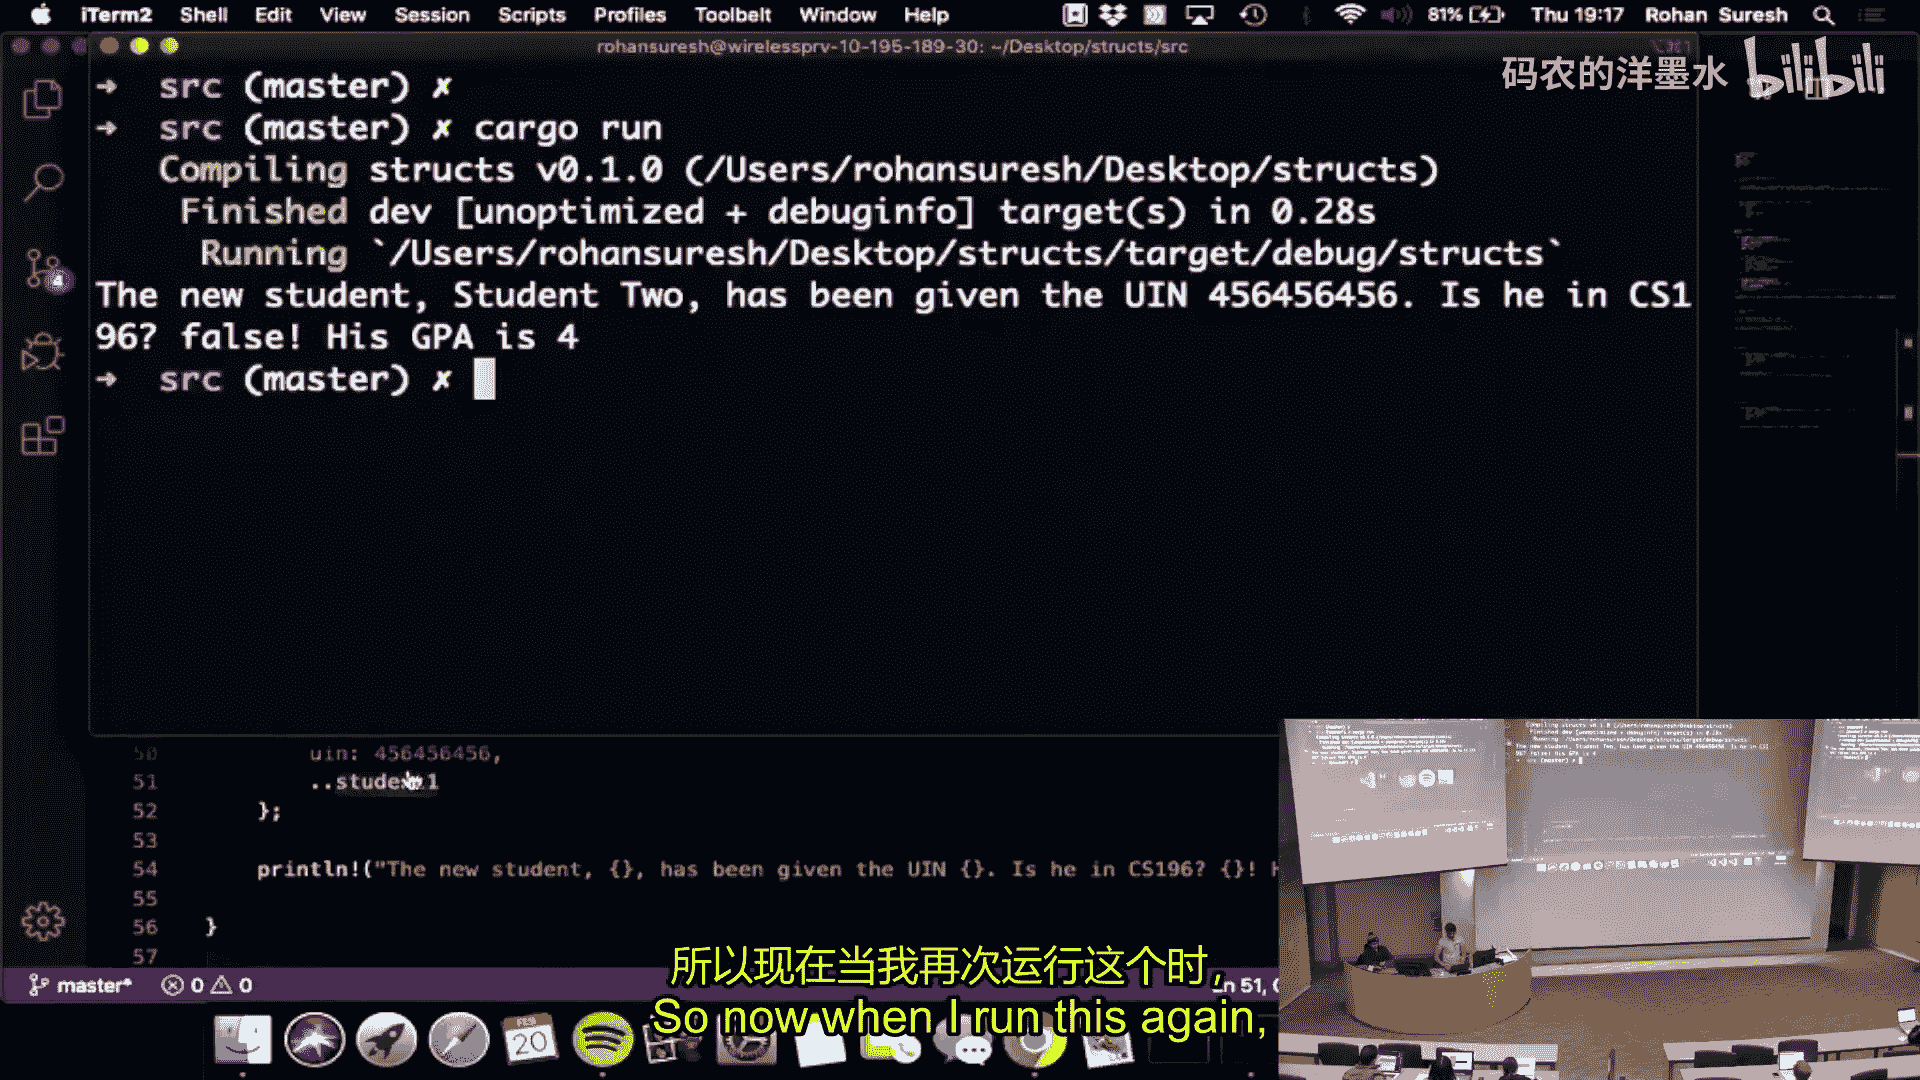 iTerm2 Shell Edit View Session Scripts Profiles Toolbelt Window Help 81% Thu 19:17 Rohan Suresh
rohansuresh@wirelessprv-10-195-189-30: ~/Desktop/structs/src
码农的洋墨水 bilibili
➜ src (master) ✗
➜ src (master) ✗ cargo run
Compiling structs v0.1.0 (/Users/rohansuresh/Desktop/structs)
Finished dev [unoptimized + debuginfo] target(s) in 0.28s
Running `/Users/rohansuresh/Desktop/structs/target/debug/structs`
The new student, Student Two, has been given the UIN 456456456. Is he in CS1
96? false! His GPA is 4
➜ src (master) ✗
4
50 uin: 456456456,
51 ..student1
52 };
53
54 println!("The new student, {}, has been given the UIN {}. Is he in CS196? {}! H
55
56 }
57
master* 0 0 Ln 51,
所以现在当我再次运行这个时,
So now when I run this again,
FEB
20